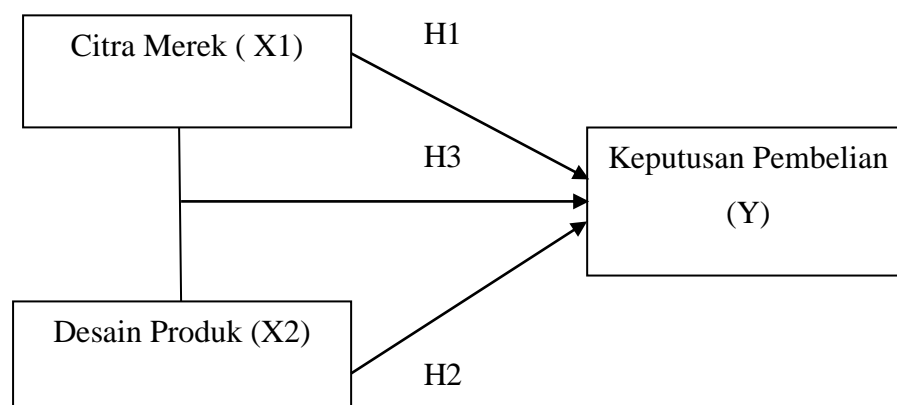 Citra Merek ( X1)
H1
H3
Keputusan Pembelian
(Y)
Desain Produk (X2)
H2